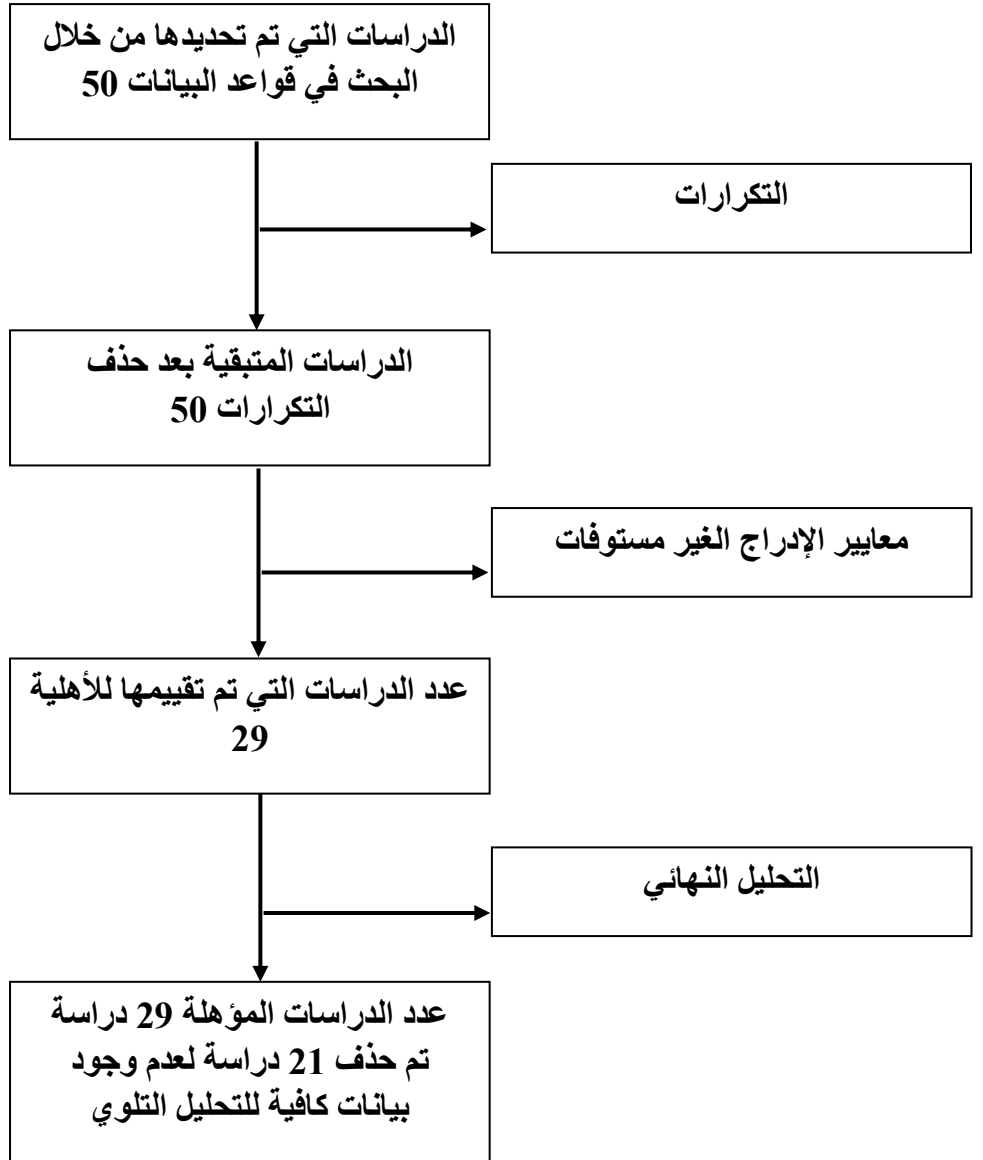 الدراسات التي تم تحديدها من خلال
البحث في قواعد البيانات 50
التكرارات
الدراسات المتبقية بعد حذف
التكرارات 50
معايير الإدراج الغير مستوفات
عدد الدراسات التي تم تقييمها للأهلية
29
التحليل النهائي
عدد الدراسات المؤهلة 29 دراسة
تم حذف 21 دراسة لعدم وجود
بيانات كافية للتحليل التلوي